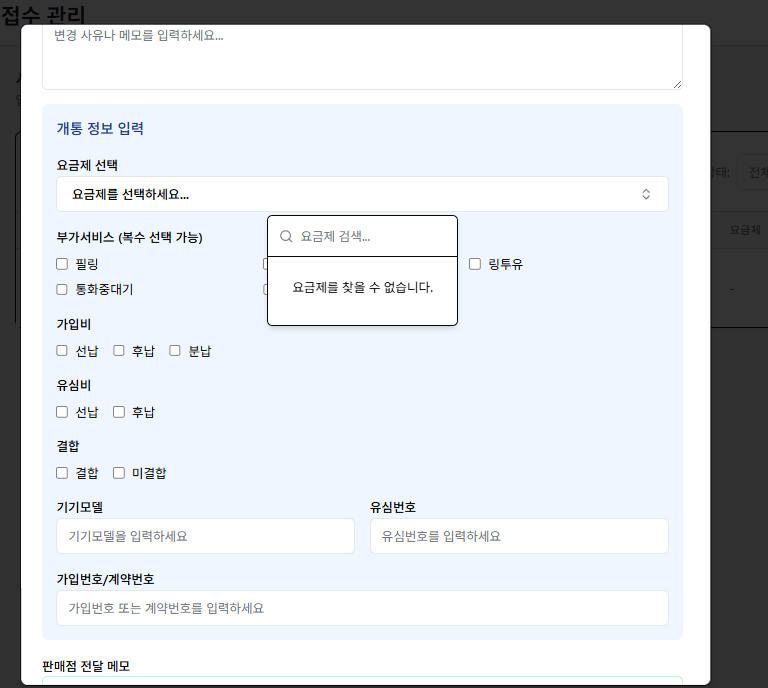 접수 관리
변경 사유나 메모를 입력하세요...
개통 정보 입력
요금제 선택
요금제를 선택하세요...
상태: 전체
요금제 검색...
요금제
부가서비스 (복수 선택 가능)
필링
링투유
요금제를 찾을 수 없습니다.
통화중대기
-
가입비
선납 후납 분납
유심비
선납 후납
결합
결합 미결합
기기모델 유심번호
기기모델을 입력하세요 유심번호를 입력하세요
가입번호/계약번호
가입번호 또는 계약번호를 입력하세요
판매점 전달 메모